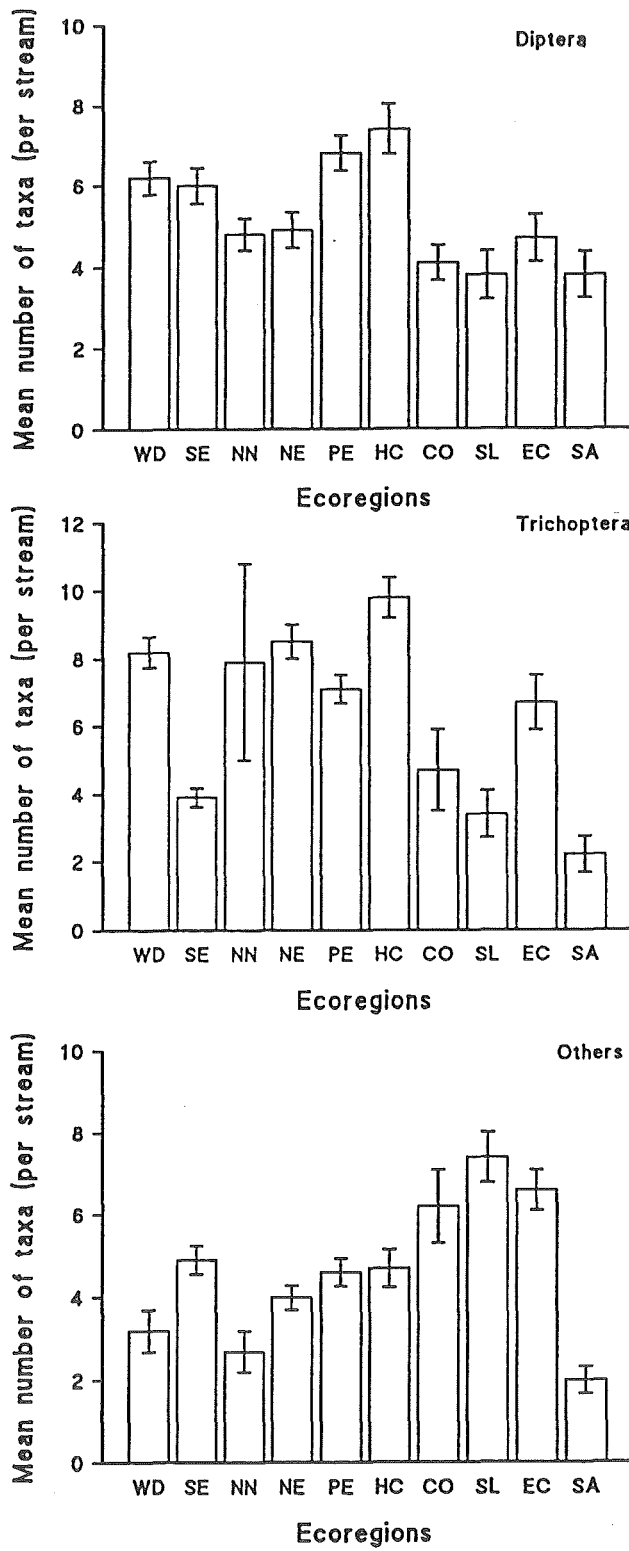 Diptera
Mean number of taxa (per stream)
10
8
6
4
2
0
WD SE NN NE PE HC CO SL EC SA
Ecoregions
Trichoptera
Mean number of taxa (per stream)
12
10
8
6
4
2
0
WD SE NN NE PE HC CO SL EC SA
Ecoregions
Others
Mean number of taxa (per stream)
10
8
6
4
2
0
WD SE NN NE PE HC CO SL EC SA
Ecoregions